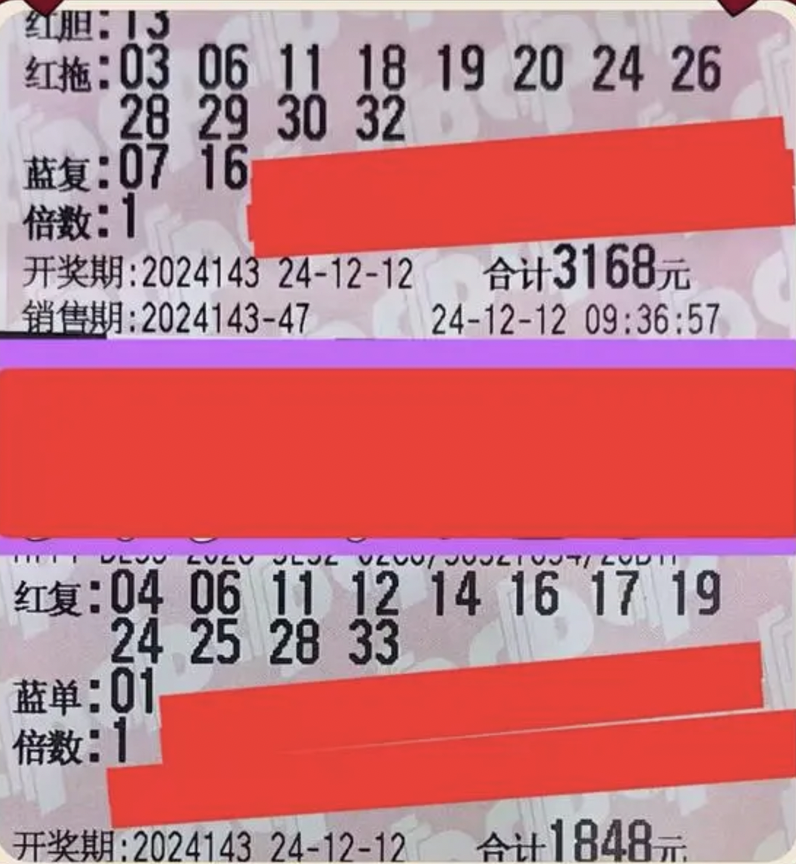 红胆:13
红拖:03 06 11 18 19 20 24 26
28 29 30 32
蓝复:07 16
倍数:1
开奖期:2024143 24-12-12 合计3168元
销售期:2024143-47 24-12-12 09:36:57
红复:04 06 11 12 14 16 17 19
24 25 28 33
蓝单:01
倍数:1
开奖期:2024143 24-12-12 合计1848元